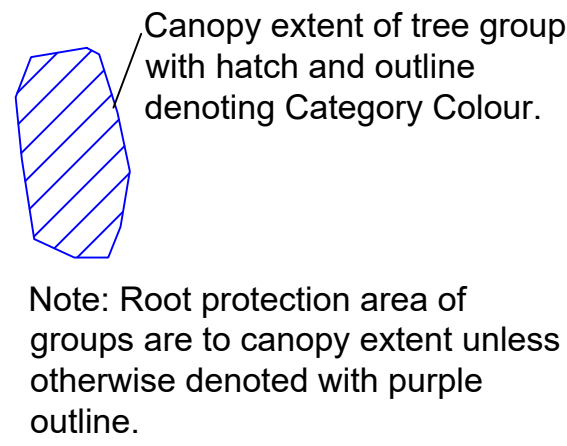 Canopy extent of tree group
with hatch and outline
denoting Category Colour.
Note: Root protection area of
groups are to canopy extent unless
otherwise denoted with purple
outline.